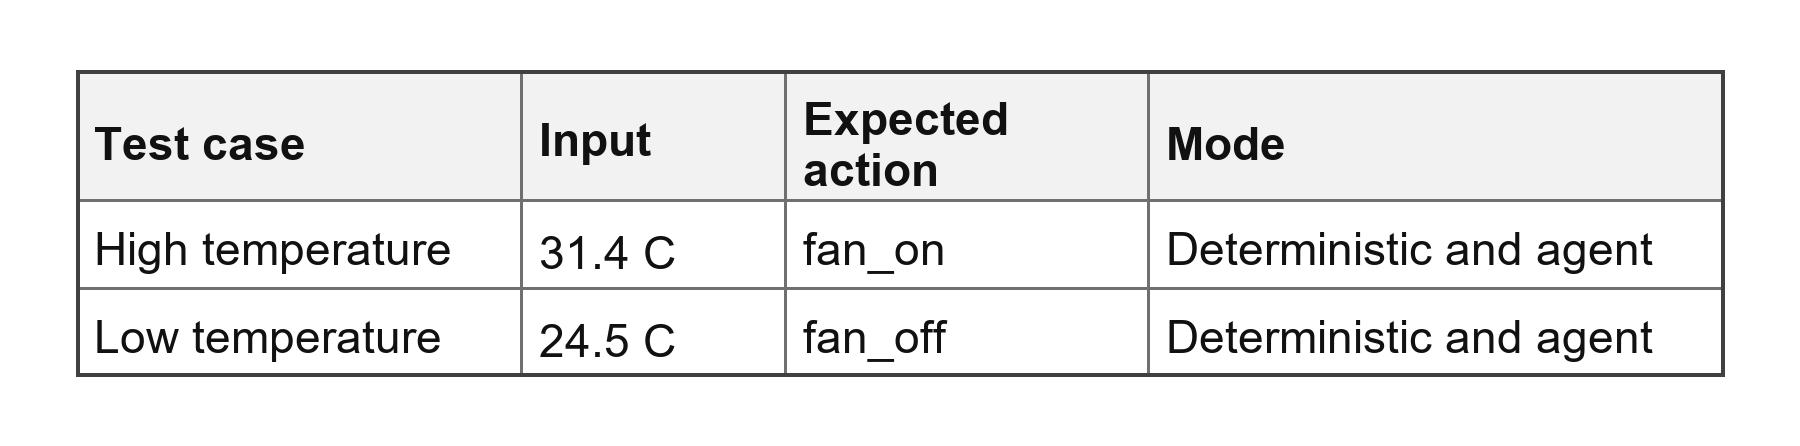 Test case Input Expected action Mode
High temperature 31.4 C fan_on Deterministic and agent
Low temperature 24.5 C fan_off Deterministic and agent